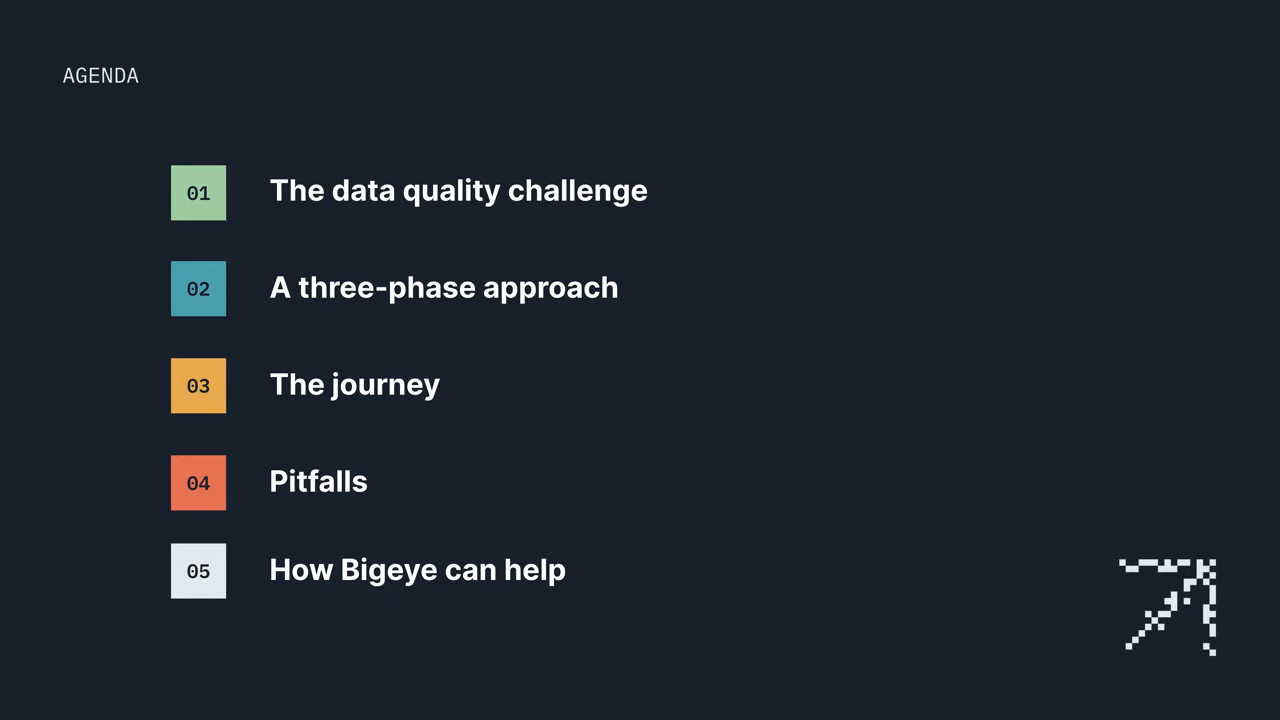 AGENDA
01 The data quality challenge
02 A three-phase approach
03 The journey
04 Pitfalls
05 How Bigeye can help